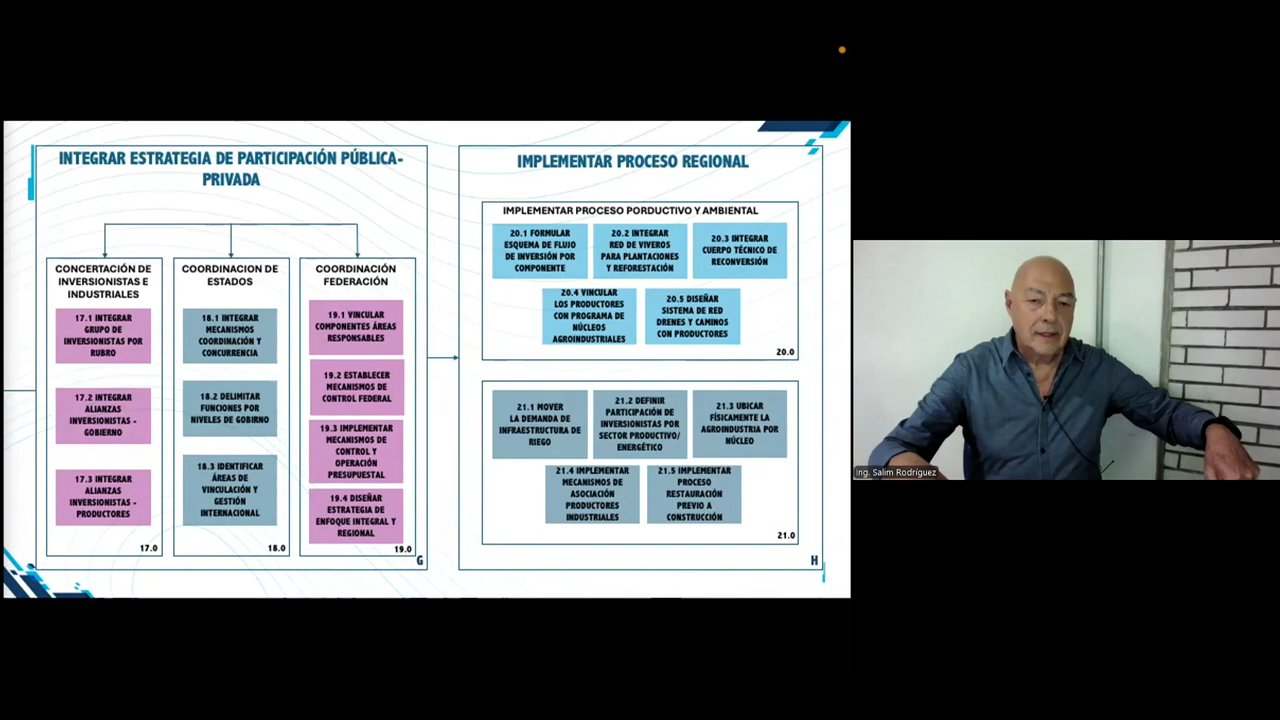 INTEGRAR ESTRATEGIA DE PARTICIPACIÓN PÚBLICA-
PRIVADA
CONCERTACIÓN DE
INVERSIONISTAS E
INDUSTRIALES
17.1 INTEGRAR
GRUPO DE
INVERSIONISTAS POR
RUBRO
17.2 INTEGRAR
ALIANZAS
INVERSIONISTAS -
GOBIERNO
17.3 INTEGRAR
ALIANZAS
INVERSIONISTAS -
PRODUCTORES
17.0
COORDINACION DE
ESTADOS
18.1 INTEGRAR
MECANISMOS
COORDINACIÓN Y
CONCURRENCIA
18.2 DELIMITAR
FUNCIONES POR
NIVELES DE GOBIRNO
18.3 IDENTIFICAR
ÁREAS DE
VINCULACIÓN Y
GESTIÓN
INTERNACIONAL
18.0
COORDINACIÓN
FEDERACIÓN
19.1 VINCULAR
COMPONENTES ÁREAS
RESPONSABLES
19.2 ESTABLECER
MECANISMOS DE
CONTROL FEDERAL
19.3 IMPLEMENTAR
MECANISMOS DE
CONTROL Y
OPERACIÓN
PRESUPUESTAL
19.4 DISEÑAR
ESTRATEGIA DE
ENFOQUE INTEGRAL Y
REGIONAL
19.0
G
IMPLEMENTAR PROCESO REGIONAL
IMPLEMENTAR PROCESO PORDUCTIVO Y AMBIENTAL
20.1 FORMULAR
ESQUEMA DE FLUJO
DE INVERSIÓN POR
COMPONENTE
20.2 INTEGRAR
RED DE VIVEROS
PARA PLANTACIONES
Y REFORESTACIÓN
20.3 INTEGRAR
CUERPO TÉCNICO DE
RECONVERSIÓN
20.4 VINCULAR
LOS PRODUCTORES
CON PROGRAMA DE
NÚCLEOS
AGROINDUSTRIALES
20.5 DISEÑAR
SISTEMA DE RED
DRENES Y CAMINOS
CON PRODUCTORES
20.0
21.1 MOVER
LA DEMANDA DE
INFRAESTRUCTURA DE
RIEGO
21.2 DEFINIR
PARTICIPACIÓN DE
INVERSIONISTAS POR
SECTOR PRODUCTIVO/
ENERGÉTICO
21.3 UBICAR
FÍSICAMENTE LA
AGROINDUSTRIA POR
NÚCLEO
21.4 IMPLEMENTAR
MECANISMOS DE
ASOCIACIÓN
PRODUCTORES
INDUSTRIALES
21.5 IMPLEMENTAR
PROCESO
RESTAURACIÓN
PREVIO A
CONSTRUCCIÓN
21.0
H
Ing. Salim Rodríguez